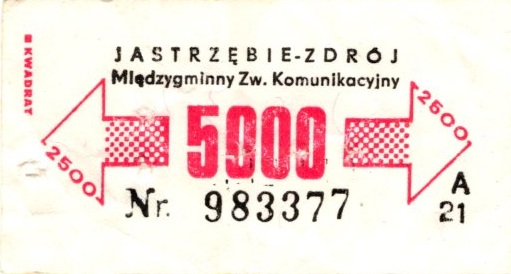 ■ KWADRAT
JASTRZĘBIE-ZDRÓJ
Międzygminny Zw. Komunikacyjny
2500
5000
2500
Nr. 983377
A
21